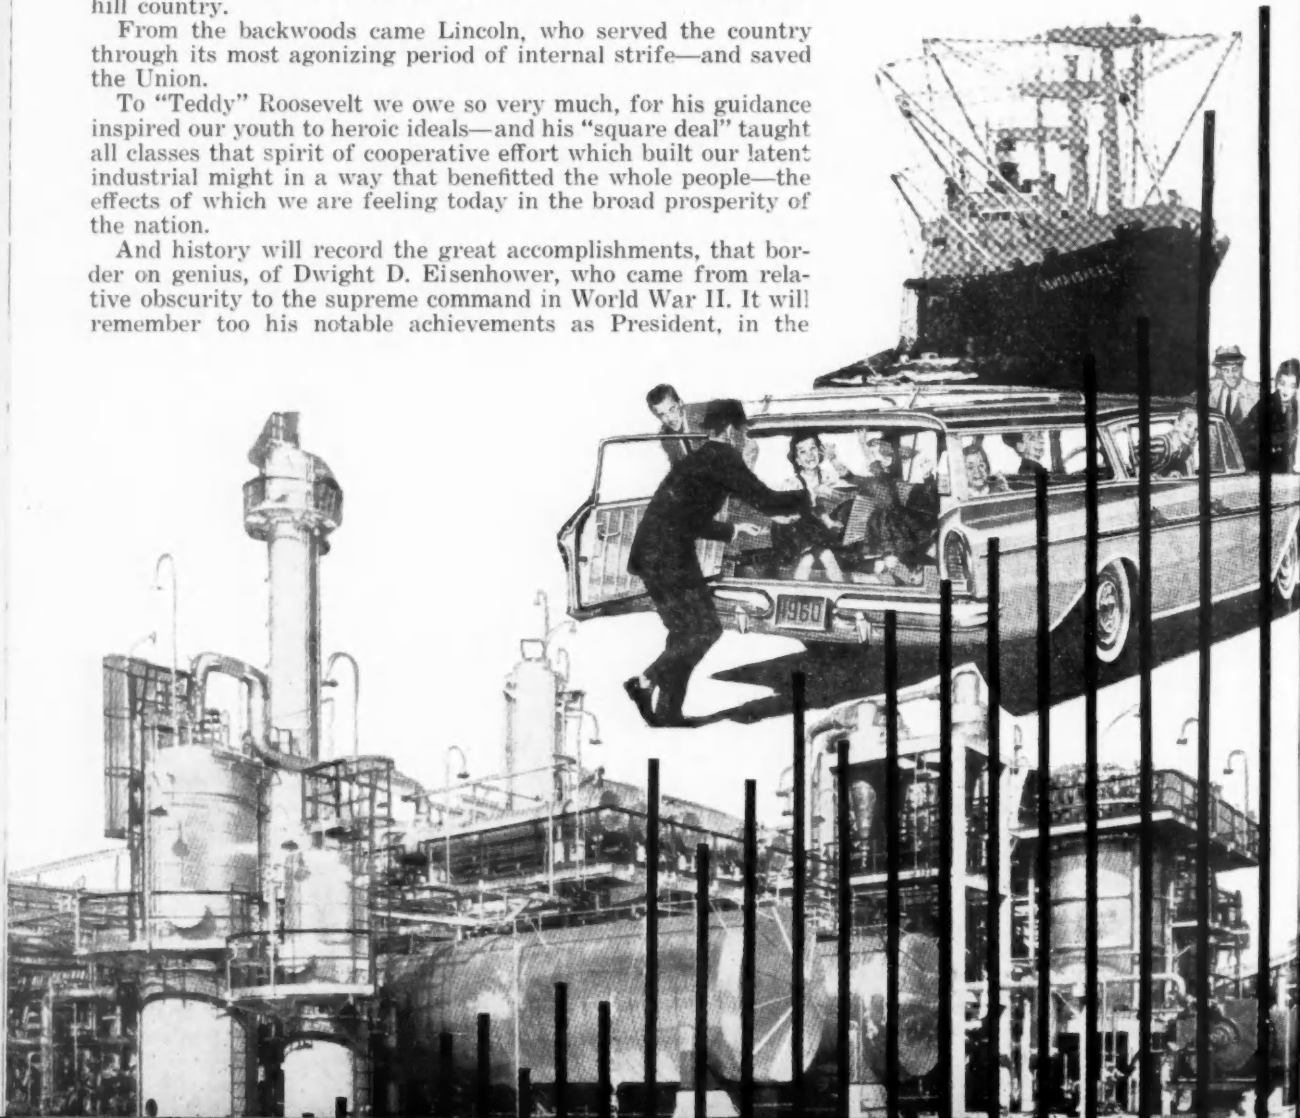 hill country.
From the backwoods came Lincoln, who served the country
through its most agonizing period of internal strife—and saved
the Union.
To “Teddy” Roosevelt we owe so very much, for his guidance
inspired our youth to heroic ideals—and his “square deal” taught
all classes that spirit of cooperative effort which built our latent
industrial might in a way that benefitted the whole people—the
effects of which we are feeling today in the broad prosperity of
the nation.
And history will record the great accomplishments, that bor-
der on genius, of Dwight D. Eisenhower, who came from rela-
tive obscurity to the supreme command in World War II. It will
remember too his notable achievements as President, in the
1960